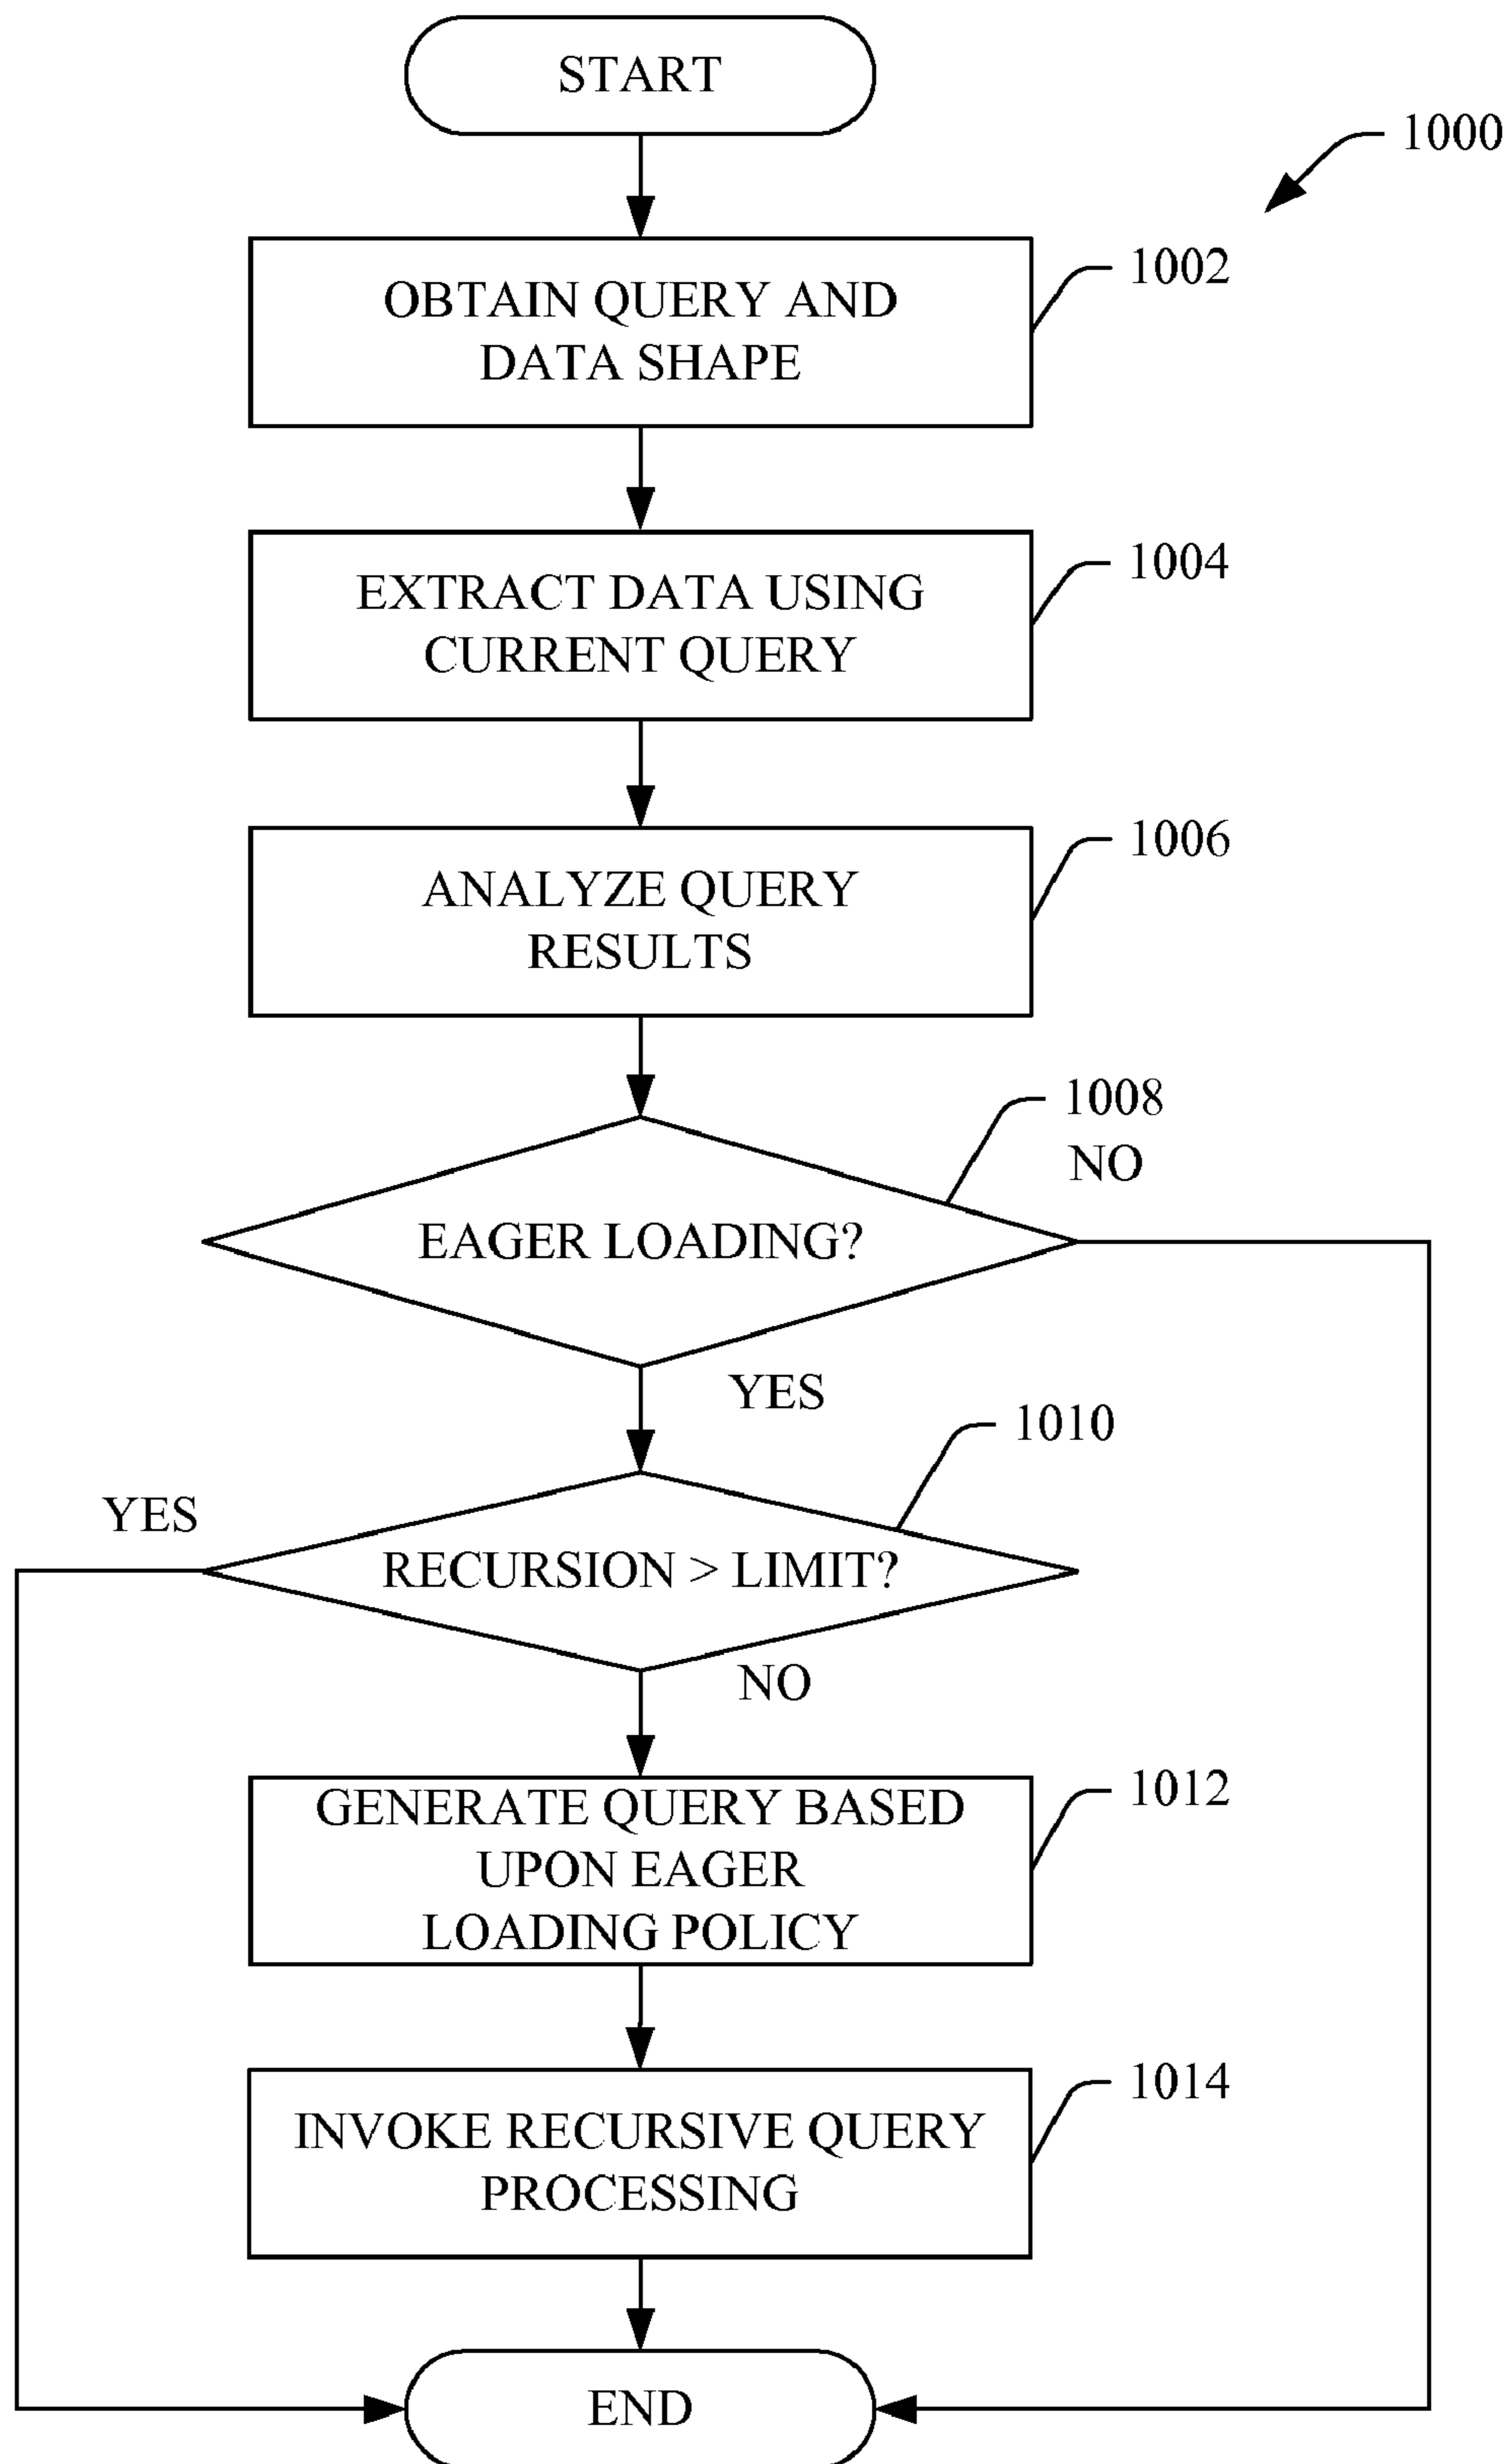 START
1000
1002
OBTAIN QUERY AND
DATA SHAPE
1004
EXTRACT DATA USING
CURRENT QUERY
1006
ANALYZE QUERY
RESULTS
1008
NO
EAGER LOADING?
YES
1010
YES
RECURSION > LIMIT?
NO
1012
GENERATE QUERY BASED
UPON EAGER
LOADING POLICY
1014
INVOKE RECURSIVE QUERY
PROCESSING
END